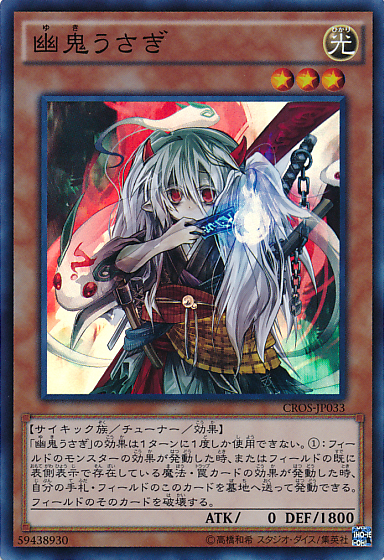 幽鬼うさぎ
光
CROS-JP033
【サイキック族／チューナー／効果】
「幽鬼うさぎ」の効果は１ターンに１度しか使用できない。①：フィー
ルドのモンスターの効果が発動した時、またはフィールドの既に
表側表示で存在している魔法・罠カードの効果が発動した時、
自分の手札・フィールドのこのカードを墓地へ送って発動できる。
フィールドのそのカードを破壊する。
ATK/ 0 DEF/1800
59438930 ©高橋和希 スタジオ・ダイス/集英社